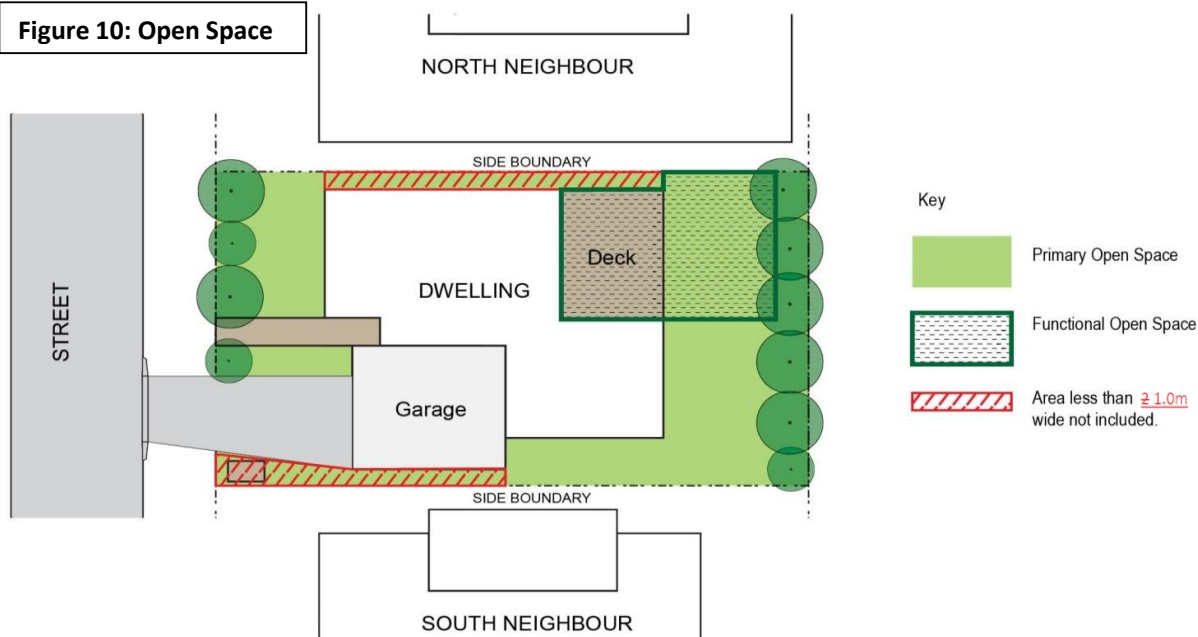 Figure 10: Open Space
NORTH NEIGHBOUR
SIDE BOUNDARY
Deck
DWELLING
STREET
Garage
SIDE BOUNDARY
SOUTH NEIGHBOUR
Key
Primary Open Space
Functional Open Space
Area less than 2 1.0m
wide not included.